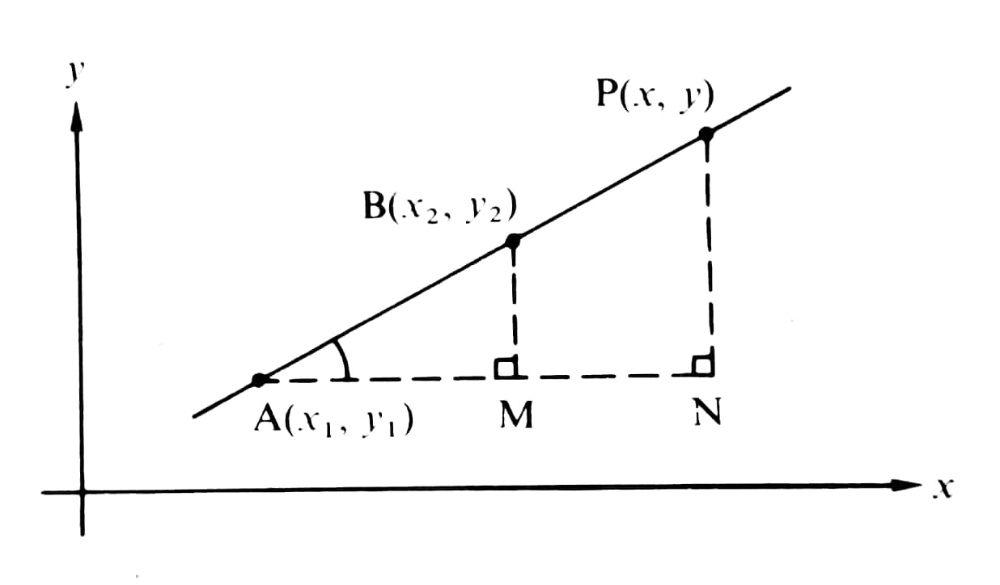 y
P(x, y)
B(x₂, y₂)
A(x₁, y₁)
M
N
x